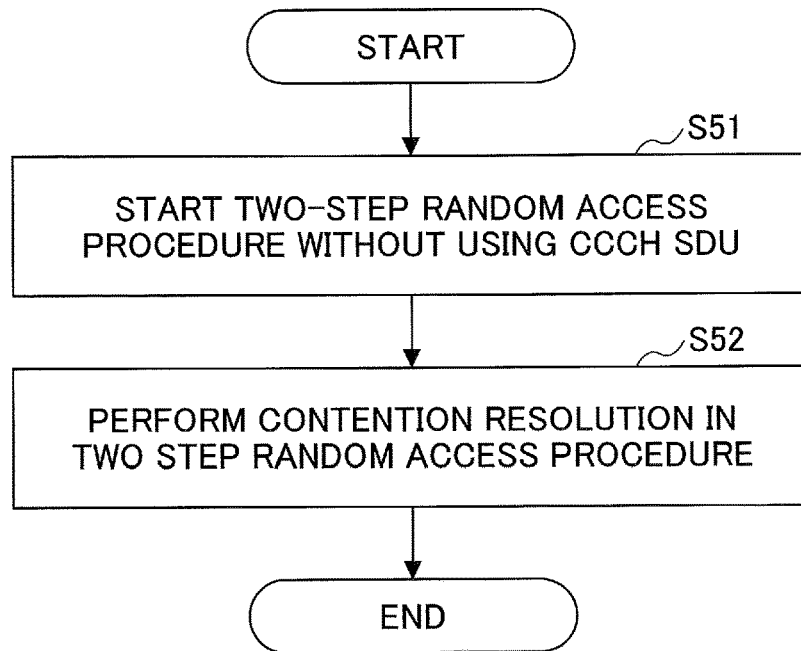 START
S51
START TWO-STEP RANDOM ACCESS
PROCEDURE WITHOUT USING CCCH SDU
S52
PERFORM CONTENTION RESOLUTION IN
TWO STEP RANDOM ACCESS PROCEDURE
END